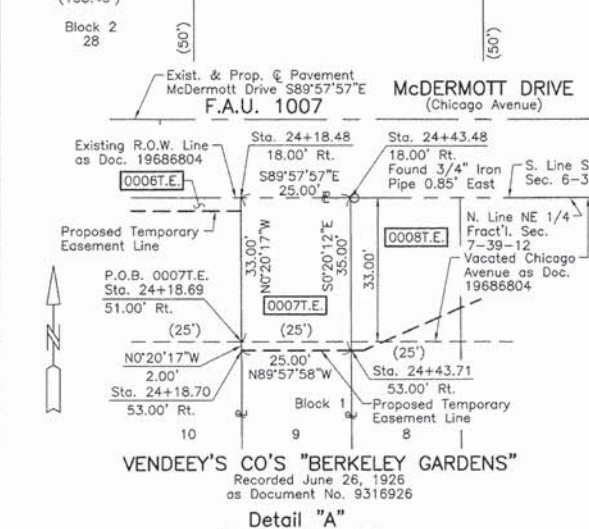 Block 2
28
(50')
(50')
Exist. & Prop. ℄ Pavement
McDermott Drive S89°57'57"E
F.A.U. 1007
McDERMOTT DRIVE
(Chicago Avenue)
Existing R.O.W. Line
as Doc. 19686804
Sta. 24+18.48
18.00' Rt.
Sta. 24+43.48
18.00' Rt.
Found 3/4" Iron
Pipe 0.85' East
S. Line S
Sec. 6-3
0006T.E.
S89°57'57"E
25.00'
Proposed Temporary
Easement Line
33.00'
N0°20'17"W
S0°20'12"E
35.00'
33.00'
0008T.E.
N. Line NE 1/4
Fract'l. Sec.
7-39-12
Vacated Chicago
Avenue as Doc.
19686804
P.O.B. 0007T.E.
Sta. 24+18.69
51.00' Rt.
0007T.E.
(25')
(25')
(25')
N0°20'17"W
2.00'
25.00'
N89°57'58"W
Sta. 24+18.70
53.00' Rt.
Sta. 24+43.71
53.00' Rt.
Block 1
Proposed Temporary
Easement Line
N
10
9
8
VENDEEY'S CO'S "BERKELEY GARDENS"
Recorded June 26, 1926
as Document No. 9316926
Detail "A"